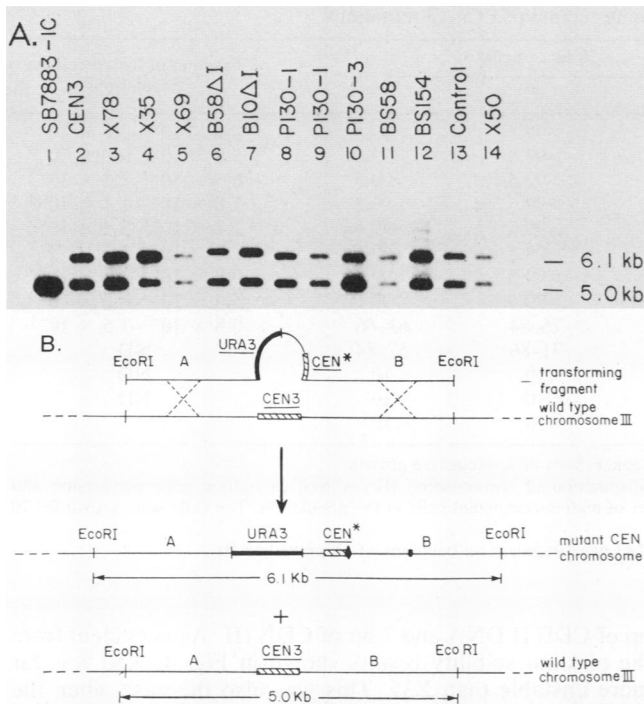 A.
SB7883-1C
CEN3
X78
X35
X69
B58ΔI
B10ΔI
P130-1
P130-1
P130-3
BS58
BS154
Control
X50
1 2 3 4 5 6 7 8 9 10 11 12 13 14
6.1 kb
5.0 kb
B.
URA3
EcoRI A CEN* B EcoRI
transforming fragment
CEN3
wild type chromosome III
EcoRI A URA3 CEN* B EcoRI
mutant CEN chromosome
6.1 Kb
+
EcoRI A CEN3 B EcoRI
wild type chromosome III
5.0 Kb